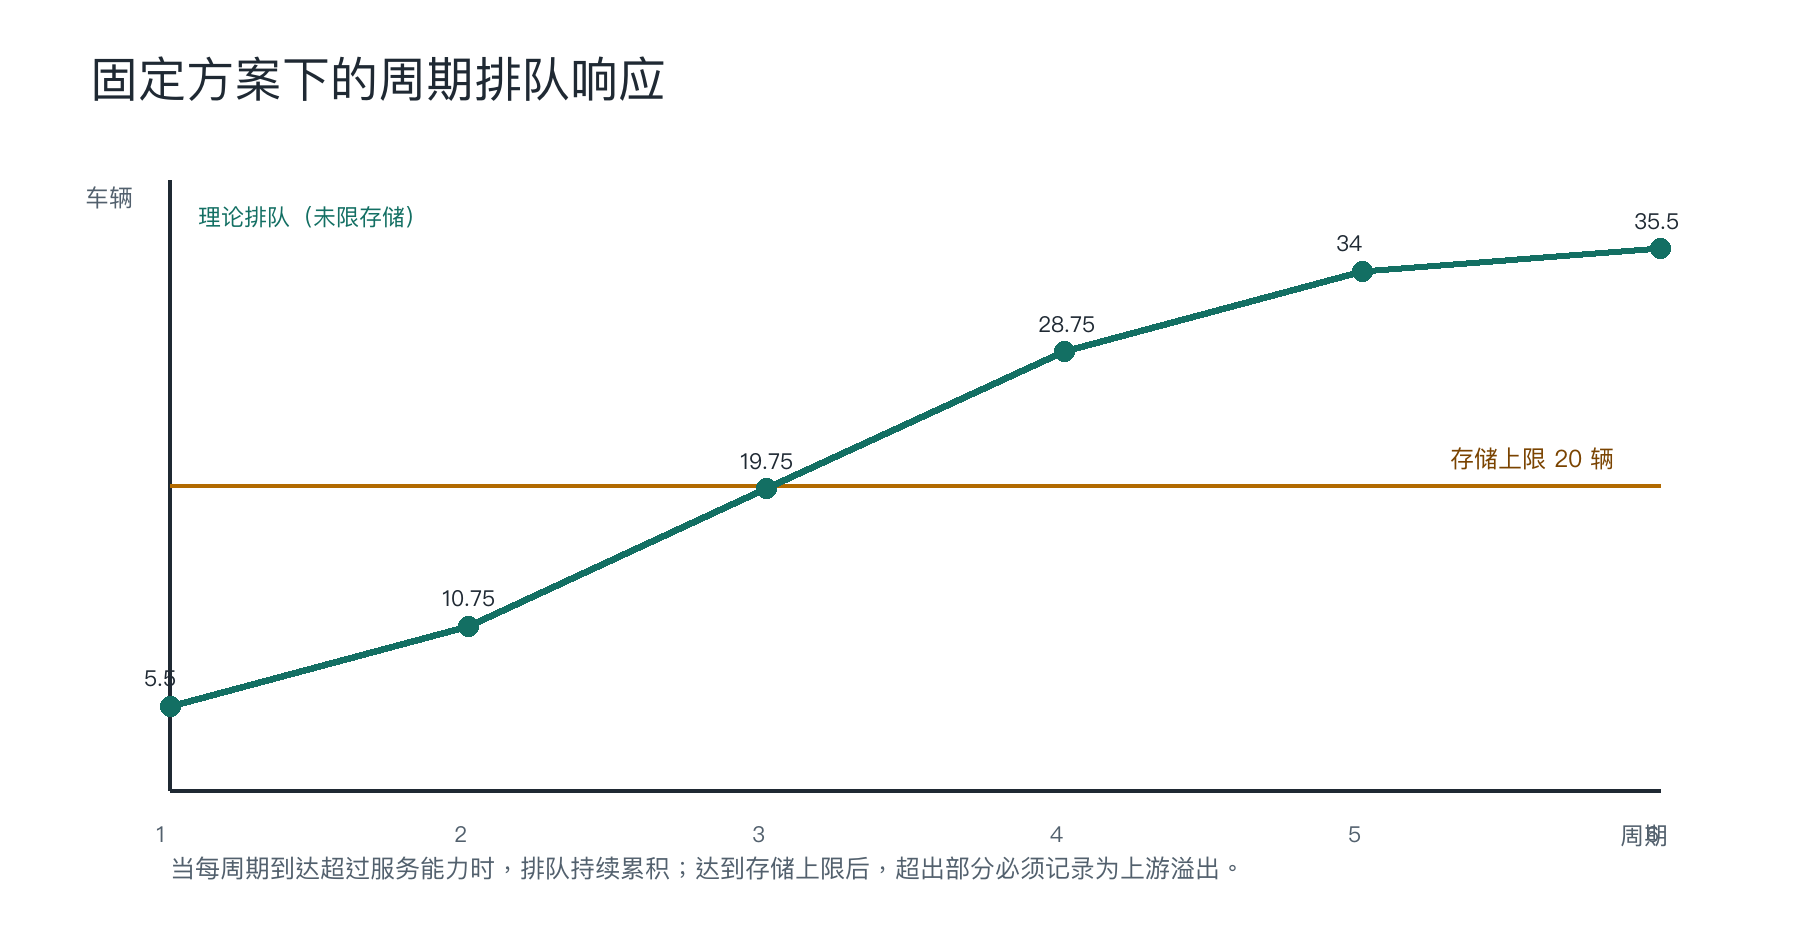 固定方案下的周期排队响应
车辆
理论排队（未限存储）
35.5
34
28.75
存储上限 20 辆
19.75
10.75
5.5
1 2 3 4 5 周期
当每周期到达超过服务能力时，排队持续累积；达到存储上限后，超出部分必须记录为上游溢出。